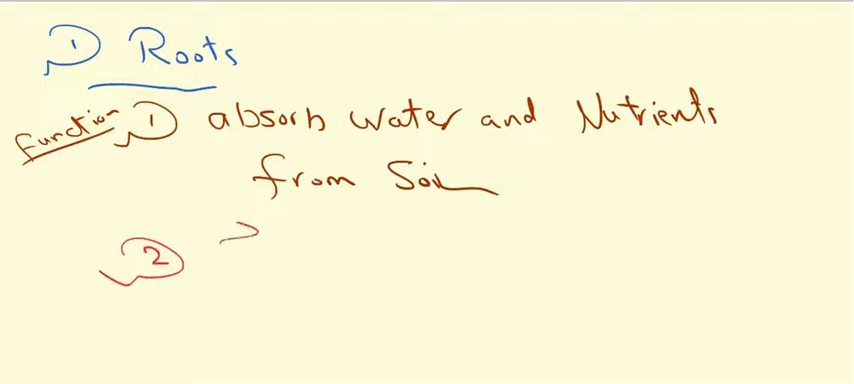 1 Roots
Function 1 absorb water and Nutrients
from Soil
2